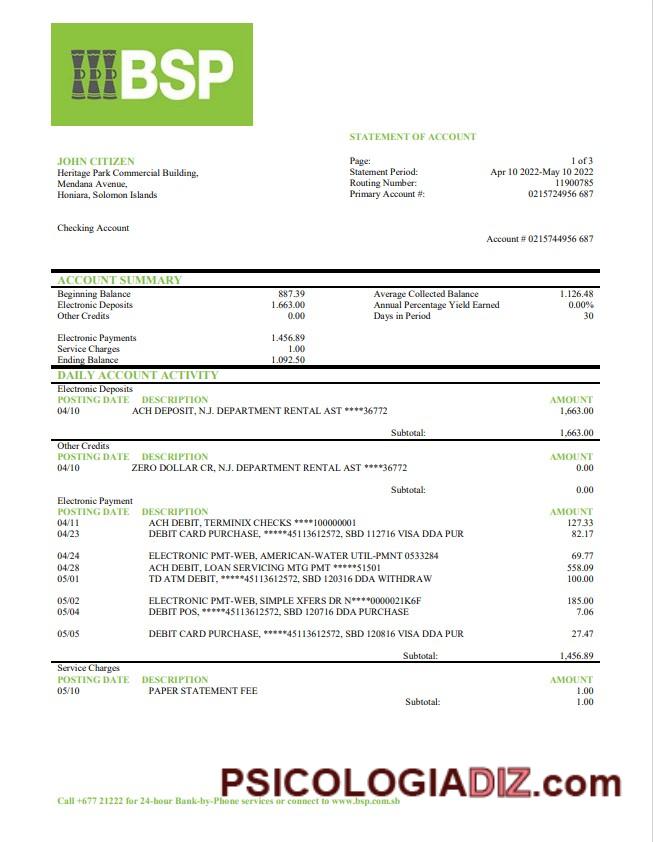 BSP
STATEMENT OF ACCOUNT
JOHN CITIZEN
Heritage Park Commercial Building,
Mendana Avenue,
Honiara, Solomon Islands
Page: 1 of 3
Statement Period: Apr 10 2022-May 10 2022
Routing Number: 11900785
Primary Account #: 0215724956 687
Checking Account
Account # 0215744956 687
ACCOUNT SUMMARY
Beginning Balance 887.39 Average Collected Balance 1.126.48
Electronic Deposits 1.663.00 Annual Percentage Yield Earned 0.00%
Other Credits 0.00 Days in Period 30
Electronic Payments 1.456.89
Service Charges 1.00
Ending Balance 1.092.50
DAILY ACCOUNT ACTIVITY
Electronic Deposits
POSTING DATE DESCRIPTION AMOUNT
04/10 ACH DEPOSIT, N.J. DEPARTMENT RENTAL AST ****36772 1,663.00
Subtotal: 1,663.00
Other Credits
POSTING DATE DESCRIPTION AMOUNT
04/10 ZERO DOLLAR CR, N.J. DEPARTMENT RENTAL AST ****36772 0.00
Subtotal: 0.00
Electronic Payment
POSTING DATE DESCRIPTION AMOUNT
04/11 ACH DEBIT, TERMINIX CHECKS ****100000001 127.33
04/23 DEBIT CARD PURCHASE, *****45113612572, SBD 112716 VISA DDA PUR 82.17
04/24 ELECTRONIC PMT-WEB, AMERICAN-WATER UTIL-PMNT 0533284 69.77
04/28 ACH DEBIT, LOAN SERVICING MTG PMT *****51501 558.09
05/01 TD ATM DEBIT, *****45113612572, SBD 120316 DDA WITHDRAW 100.00
05/02 ELECTRONIC PMT-WEB, SIMPLE XFERS DR N****0000021K6F 185.00
05/04 DEBIT POS, *****45113612572, SBD 120716 DDA PURCHASE 7.06
05/05 DEBIT CARD PURCHASE, *****45113612572, SBD 120816 VISA DDA PUR 27.47
Subtotal: 1,456.89
Service Charges
POSTING DATE DESCRIPTION AMOUNT
05/10 PAPER STATEMENT FEE 1.00
Subtotal: 1.00
PSICOLOGIADIZ.com
Call +677 21222 for 24-hour Bank-by-Phone services or connect to www.bsp.com.sb